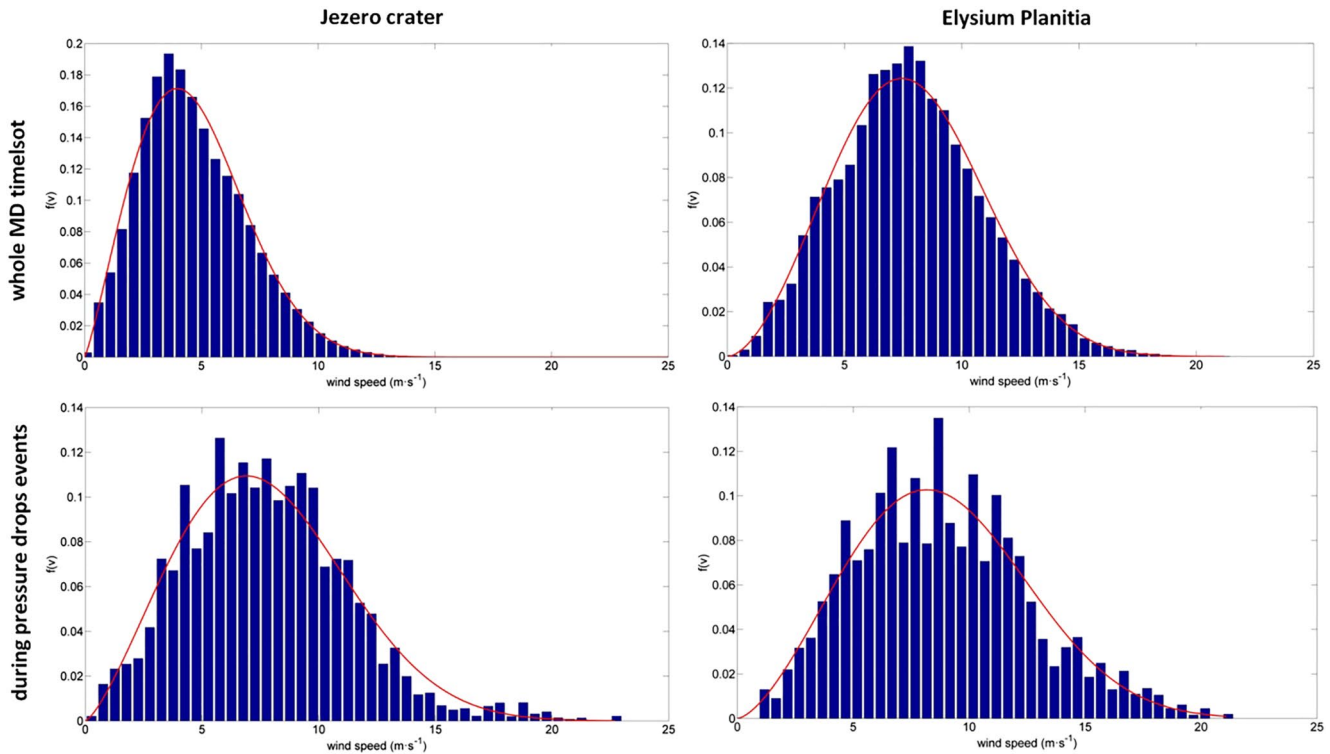 Jezero crater
Elysium Planitia
whole MD timelsot
0.2
0.18
0.16
0.14
0.12
0.1
0.08
0.06
0.04
0.02
0
f(v)
0 5 10 15 20 25
wind speed (m·s⁻¹)
0.14
0.12
0.1
0.08
0.06
0.04
0.02
0
f(v)
0 5 10 15 20 25
wind speed (m·s⁻¹)
during pressure drops events
0.14
0.12
0.1
0.08
0.06
0.04
0.02
0
f(v)
0 5 10 15 20 25
wind speed (m·s⁻¹)
0.14
0.12
0.1
0.08
0.06
0.04
0.02
0
f(v)
0 5 10 15 20 25
wind speed (m·s⁻¹)